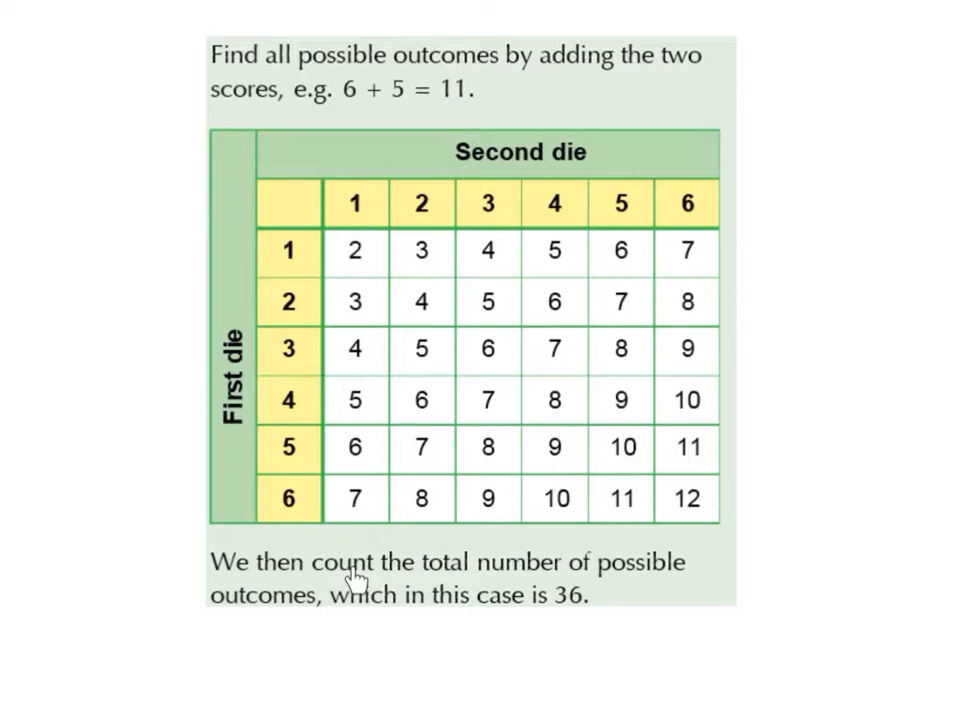 Find all possible outcomes by adding the two
scores, e.g. 6 + 5 = 11.
Second die
1 2 3 4 5 6
First die
1 2 3 4 5 6 7
2 3 4 5 6 7 8
3 4 5 6 7 8 9
4 5 6 7 8 9 10
5 6 7 8 9 10 11
6 7 8 9 10 11 12
We then count the total number of possible
outcomes, which in this case is 36.